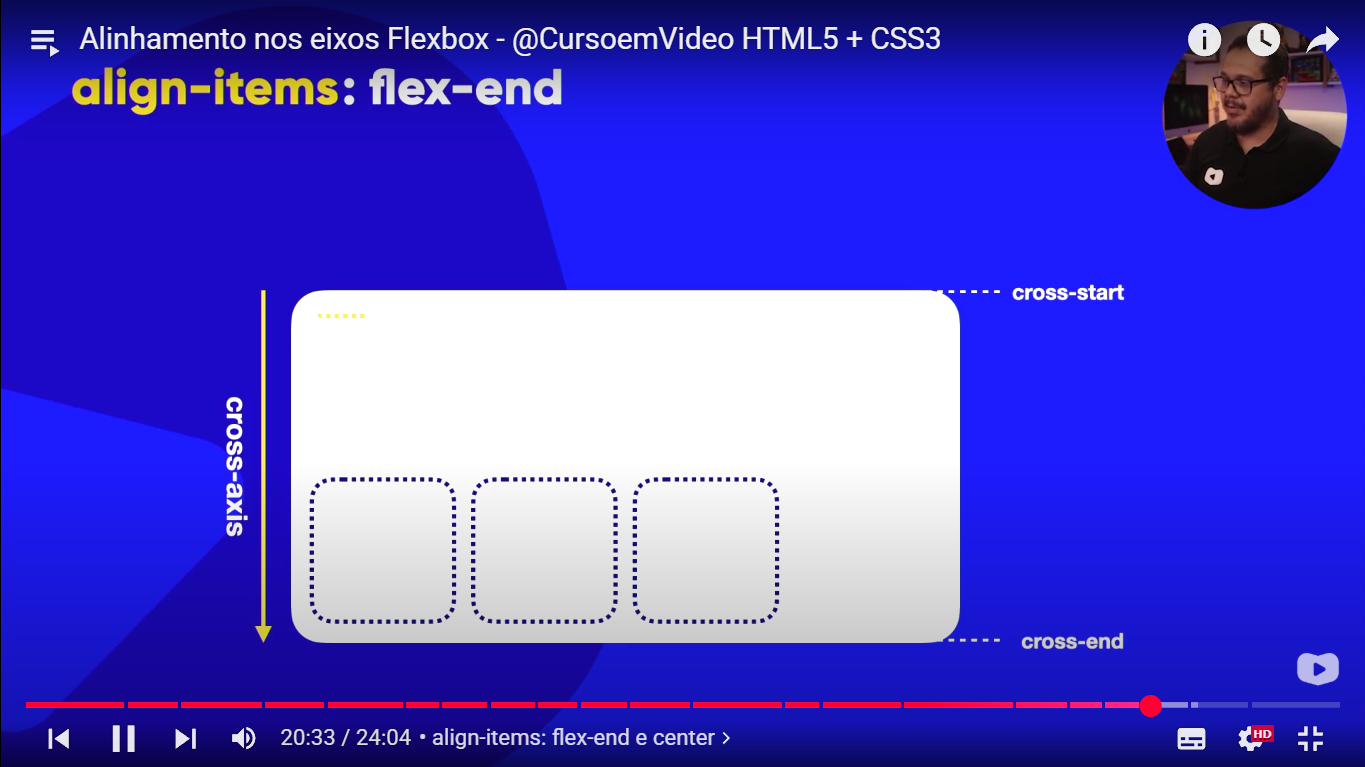 Alinhamento nos eixos Flexbox - @CursoemVideo HTML5 + CSS3
align-items: flex-end
cross-start
cross-axis
cross-end
20:33 / 24:04 • align-items: flex-end e center >
HD